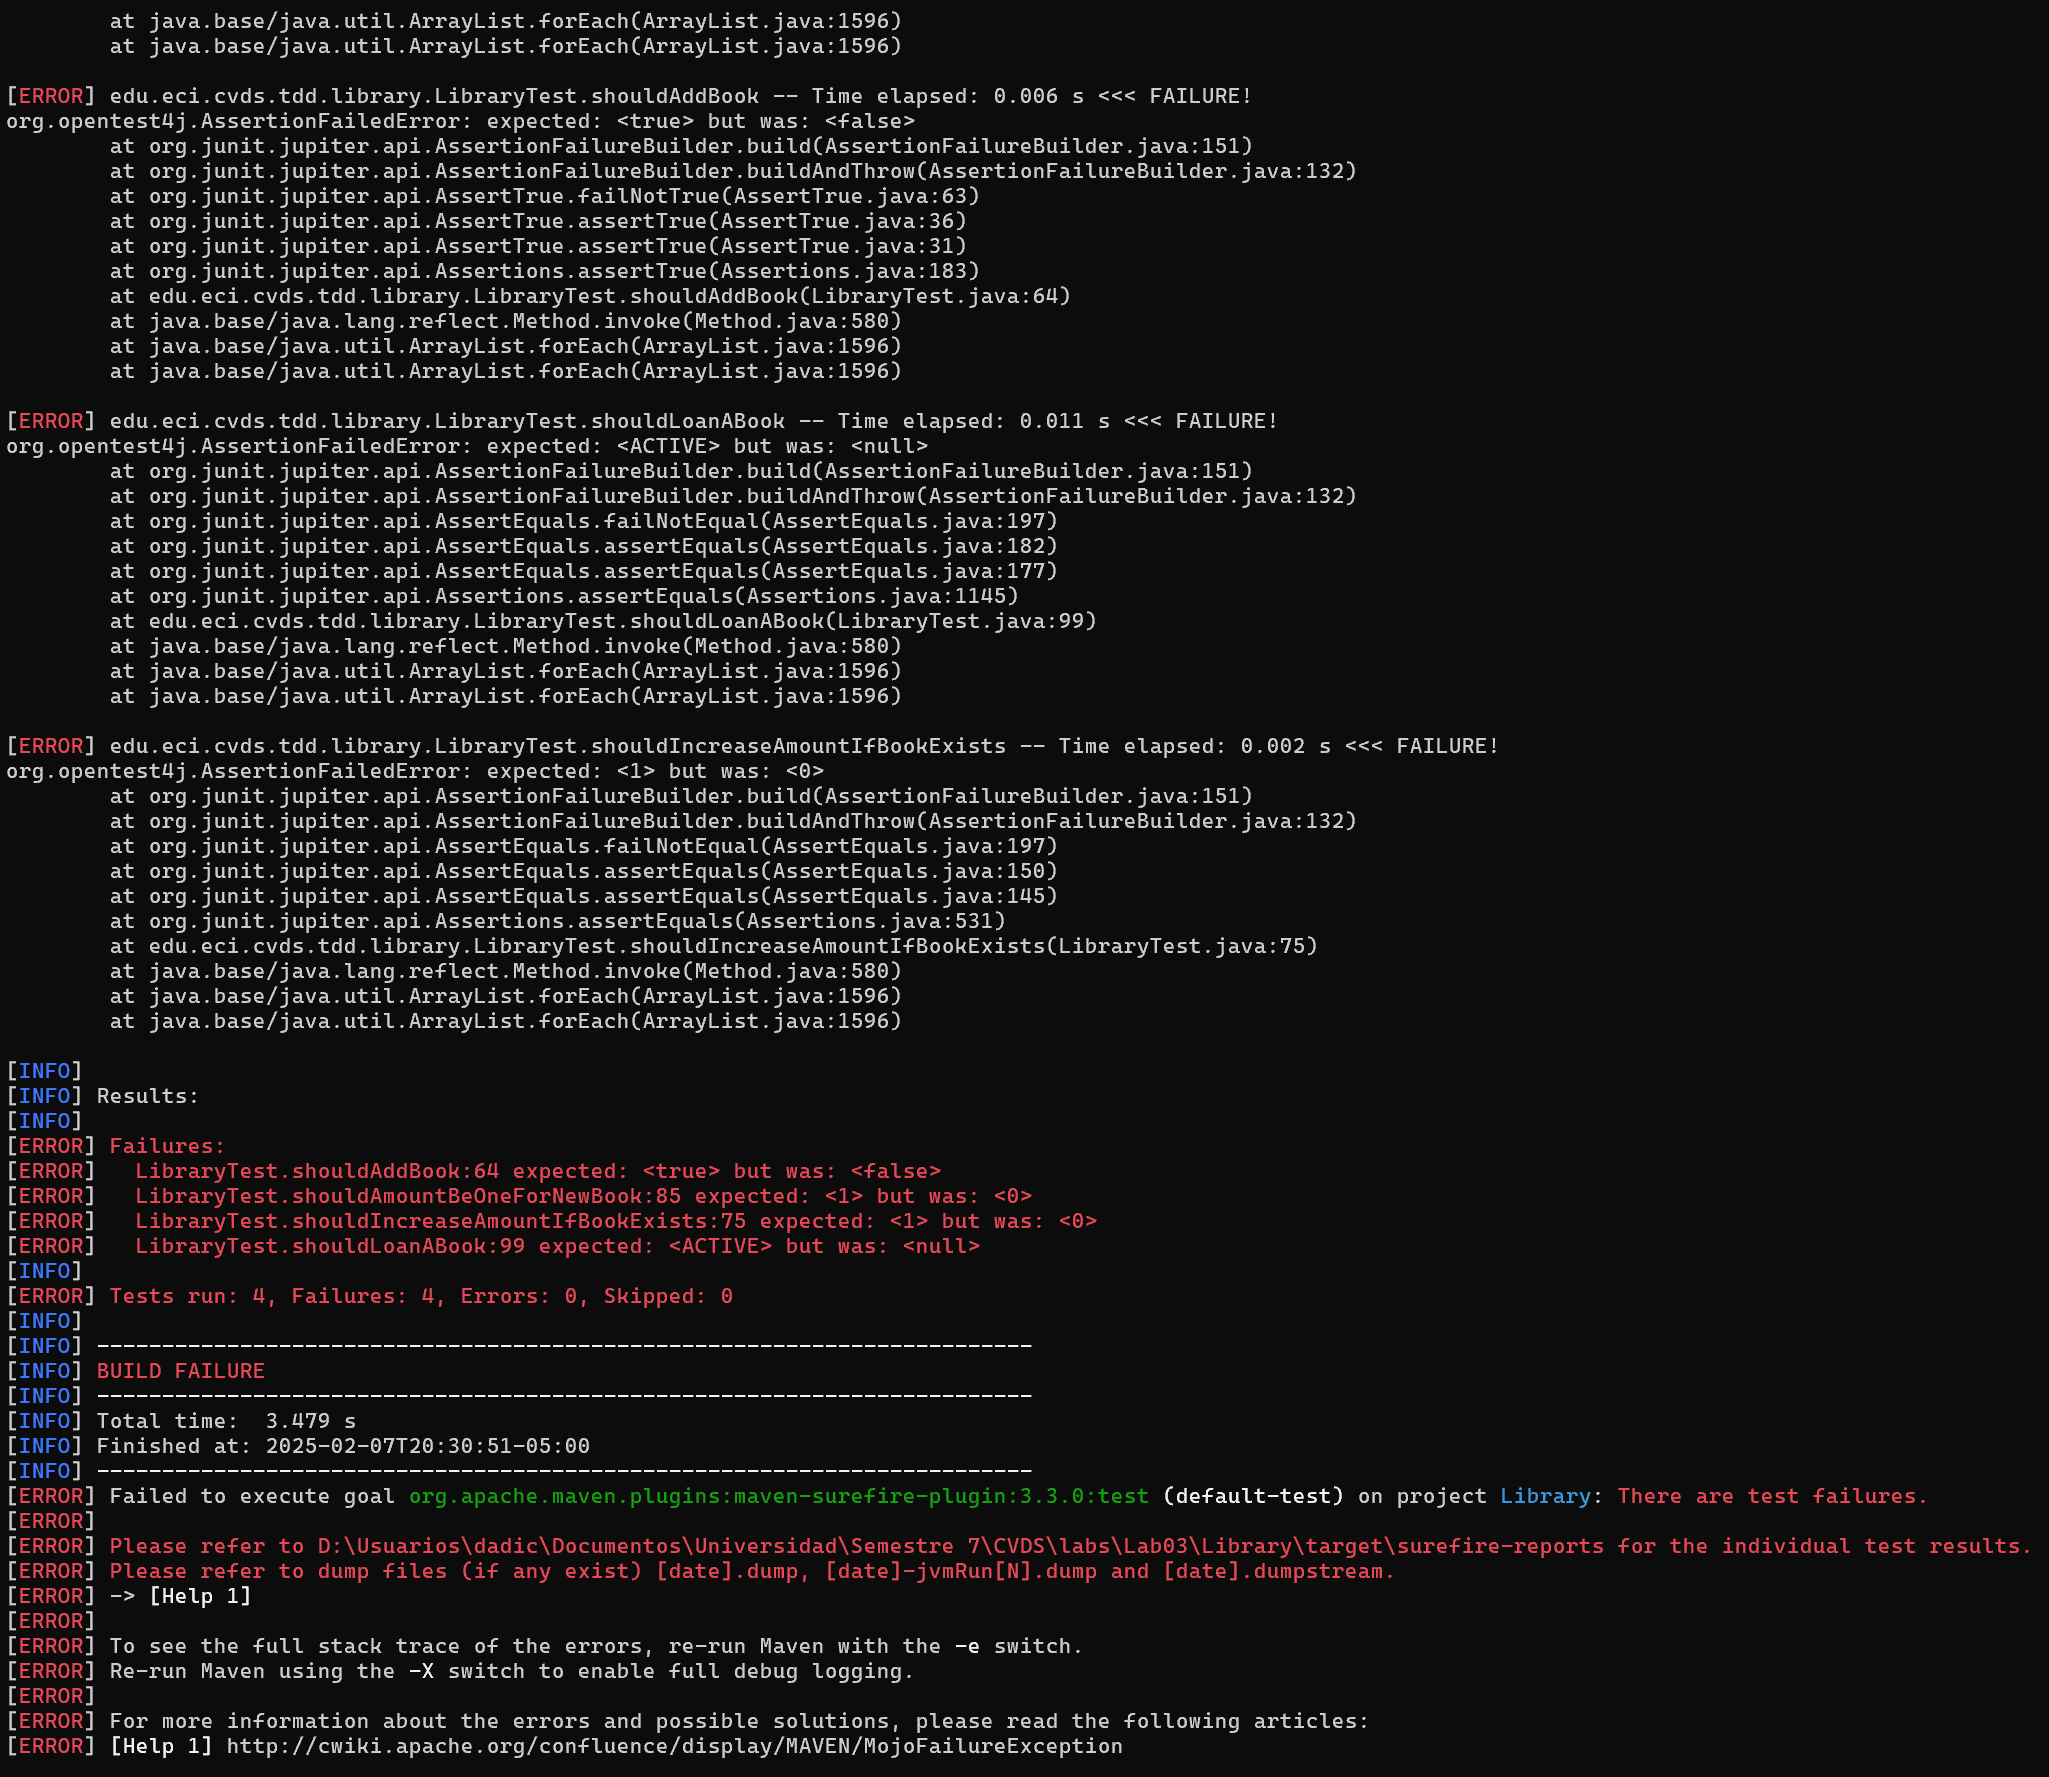 at java.base/java.util.ArrayList.forEach(ArrayList.java:1596)
at java.base/java.util.ArrayList.forEach(ArrayList.java:1596)
[ERROR] edu.eci.cvds.tdd.library.LibraryTest.shouldAddBook -- Time elapsed: 0.006 s <<< FAILURE!
org.opentest4j.AssertionFailedError: expected: <true> but was: <false>
at org.junit.jupiter.api.AssertionFailureBuilder.build(AssertionFailureBuilder.java:151)
at org.junit.jupiter.api.AssertionFailureBuilder.buildAndThrow(AssertionFailureBuilder.java:132)
at org.junit.jupiter.api.AssertTrue.failNotTrue(AssertTrue.java:63)
at org.junit.jupiter.api.AssertTrue.assertTrue(AssertTrue.java:36)
at org.junit.jupiter.api.AssertTrue.assertTrue(AssertTrue.java:31)
at org.junit.jupiter.api.Assertions.assertTrue(Assertions.java:183)
at edu.eci.cvds.tdd.library.LibraryTest.shouldAddBook(LibraryTest.java:64)
at java.base/java.lang.reflect.Method.invoke(Method.java:580)
at java.base/java.util.ArrayList.forEach(ArrayList.java:1596)
at java.base/java.util.ArrayList.forEach(ArrayList.java:1596)
[ERROR] edu.eci.cvds.tdd.library.LibraryTest.shouldLoanABook -- Time elapsed: 0.011 s <<< FAILURE!
org.opentest4j.AssertionFailedError: expected: <ACTIVE> but was: <null>
at org.junit.jupiter.api.AssertionFailureBuilder.build(AssertionFailureBuilder.java:151)
at org.junit.jupiter.api.AssertionFailureBuilder.buildAndThrow(AssertionFailureBuilder.java:132)
at org.junit.jupiter.api.AssertEquals.failNotEqual(AssertEquals.java:197)
at org.junit.jupiter.api.AssertEquals.assertEquals(AssertEquals.java:182)
at org.junit.jupiter.api.AssertEquals.assertEquals(AssertEquals.java:177)
at org.junit.jupiter.api.Assertions.assertEquals(Assertions.java:1145)
at edu.eci.cvds.tdd.library.LibraryTest.shouldLoanABook(LibraryTest.java:99)
at java.base/java.lang.reflect.Method.invoke(Method.java:580)
at java.base/java.util.ArrayList.forEach(ArrayList.java:1596)
at java.base/java.util.ArrayList.forEach(ArrayList.java:1596)
[ERROR] edu.eci.cvds.tdd.library.LibraryTest.shouldIncreaseAmountIfBookExists -- Time elapsed: 0.002 s <<< FAILURE!
org.opentest4j.AssertionFailedError: expected: <1> but was: <0>
at org.junit.jupiter.api.AssertionFailureBuilder.build(AssertionFailureBuilder.java:151)
at org.junit.jupiter.api.AssertionFailureBuilder.buildAndThrow(AssertionFailureBuilder.java:132)
at org.junit.jupiter.api.AssertEquals.failNotEqual(AssertEquals.java:197)
at org.junit.jupiter.api.AssertEquals.assertEquals(AssertEquals.java:150)
at org.junit.jupiter.api.AssertEquals.assertEquals(AssertEquals.java:145)
at org.junit.jupiter.api.Assertions.assertEquals(Assertions.java:531)
at edu.eci.cvds.tdd.library.LibraryTest.shouldIncreaseAmountIfBookExists(LibraryTest.java:75)
at java.base/java.lang.reflect.Method.invoke(Method.java:580)
at java.base/java.util.ArrayList.forEach(ArrayList.java:1596)
at java.base/java.util.ArrayList.forEach(ArrayList.java:1596)
[INFO]
[INFO] Results:
[INFO]
[ERROR] Failures:
[ERROR]   LibraryTest.shouldAddBook:64 expected: <true> but was: <false>
[ERROR]   LibraryTest.shouldAmountBeOneForNewBook:85 expected: <1> but was: <0>
[ERROR]   LibraryTest.shouldIncreaseAmountIfBookExists:75 expected: <1> but was: <0>
[ERROR]   LibraryTest.shouldLoanABook:99 expected: <ACTIVE> but was: <null>
[INFO]
[ERROR] Tests run: 4, Failures: 4, Errors: 0, Skipped: 0
[INFO]
[INFO] ------------------------------------------------------------------------
[INFO] BUILD FAILURE
[INFO] ------------------------------------------------------------------------
[INFO] Total time:  3.479 s
[INFO] Finished at: 2025-02-07T20:30:51-05:00
[INFO] ------------------------------------------------------------------------
[ERROR] Failed to execute goal org.apache.maven.plugins:maven-surefire-plugin:3.3.0:test (default-test) on project Library: There are test failures.
[ERROR]
[ERROR] Please refer to D:\Usuarios\dadic\Documentos\Universidad\Semestre 7\CVDS\labs\Lab03\Library\target\surefire-reports for the individual test results.
[ERROR] Please refer to dump files (if any exist) [date].dump, [date]-jvmRun[N].dump and [date].dumpstream.
[ERROR] -> [Help 1]
[ERROR]
[ERROR] To see the full stack trace of the errors, re-run Maven with the -e switch.
[ERROR] Re-run Maven using the -X switch to enable full debug logging.
[ERROR]
[ERROR] For more information about the errors and possible solutions, please read the following articles:
[ERROR] [Help 1] http://cwiki.apache.org/confluence/display/MAVEN/MojoFailureException